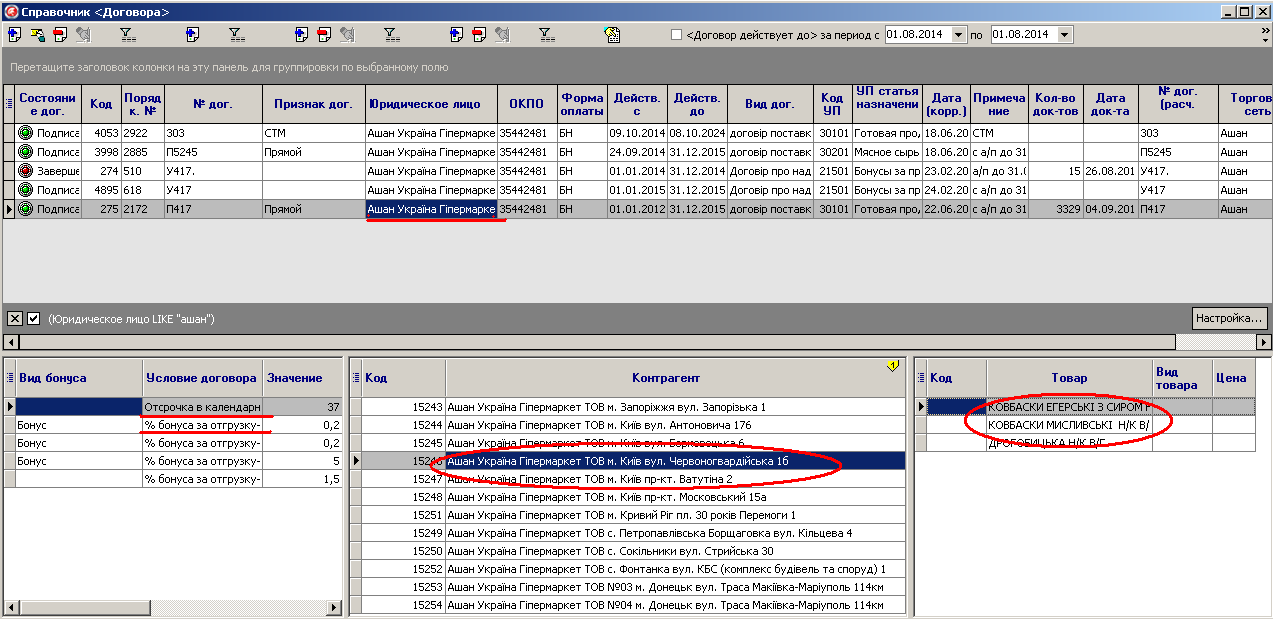 Справочник <Договора>
<Договор действует до> за период с 01.08.2014 по 01.08.2014 »
Перетащите заголовок колонки на эту панель для группировки по выбранному полю
Состояни е дог. Код Поряд к. № № дог. Признак дог. Юридическое лицо ОКПО Форма оплаты Действ. с Действ. до Вид дог. Код УП УП статья назначени Дата (корр.) Примеча ние Кол-во док-тов Дата док-та № дог. (расч. Торгов сеть
Подписа 4053 2922 303 СТМ Ашан Україна Гіпермарке 35442481 БН 09.10.2014 08.10.2024 договір поставк 30101 Готовая про, 18.06.20 СТМ 303 Ашан
Подписа 3998 2885 П5245 Прямой Ашан Україна Гіпермарке 35442481 БН 24.09.2014 31.12.2015 договір поставк 30201 Мясное сырь 18.06.20 с а/п до 31 П5245 Ашан
Заверше 274 510 У417. Ашан Україна Гіпермарке 35442481 БН 01.01.2014 31.12.2014 Договір про над 21501 Бонусы за пр 23.02.20 а/п до 31.0 15 26.08.201 У417. Ашан
Подписа 4895 618 У417 Ашан Україна Гіпермарке 35442481 БН 01.01.2015 31.12.2015 Договір про над 21501 Бонусы за пр 24.02.20 с а/п до 31 У417 Ашан
Подписа 275 2172 П417 Прямой Ашан Україна Гіпермарке 35442481 БН 01.01.2012 31.12.2015 договір поставк 30101 Готовая про, 22.06.20 с а/п до 31 3329 04.09.201 П417 Ашан
(Юридическое лицо LIKE "ашан") Настройка...
Вид бонуса Условие договора Значение
Отсрочка в календарн 37
Бонус % бонуса за отгрузку- 0,2
% бонуса за отгрузку- 0,2
Бонус % бонуса за отгрузку- 5
% бонуса за отгрузку- 1,5
Код Контрагент 1
15243 Ашан Україна Гіпермаркет ТОВ м. Запоріжжя вул. Запорізька 1
15244 Ашан Україна Гіпермаркет ТОВ м. Київ вул. Антоновича 176
15245 Ашан Україна Гіпермаркет ТОВ м. Київ вул. Берковецька 6
15246 Ашан Україна Гіпермаркет ТОВ м. Київ вул. Червоногвардійська 1б
15247 Ашан Україна Гіпермаркет ТОВ м. Київ пр-кт. Ватутіна 2
15248 Ашан Україна Гіпермаркет ТОВ м. Київ пр-кт. Московський 15а
15251 Ашан Україна Гіпермаркет ТОВ м. Кривий Ріг пл. 30 років Перемоги 1
15249 Ашан Україна Гіпермаркет ТОВ с. Петропавлівська Борщаговка вул. Кільцева 4
15250 Ашан Україна Гіпермаркет ТОВ с. Сокільники вул. Стрийська 30
15252 Ашан Україна Гіпермаркет ТОВ с. Фонтанка вул. КБС (комплекс будівель та споруд) 1
15253 Ашан Україна Гіпермаркет ТОВ №03 м. Донецьк вул. Траса Макіївка-Маріуполь 114км
15254 Ашан Україна Гіпермаркет ТОВ №04 м. Донецьк вул. Траса Макіївка-Маріуполь 114км
Код Товар Вид товара Цена
КОВБАСКИ ЕГЕРСЬКІ З СИРОМ
КОВБАСКИ МИСЛИВСЬКІ Н/К В/
ДРОГОБИЦЬКА Н/К В/Г